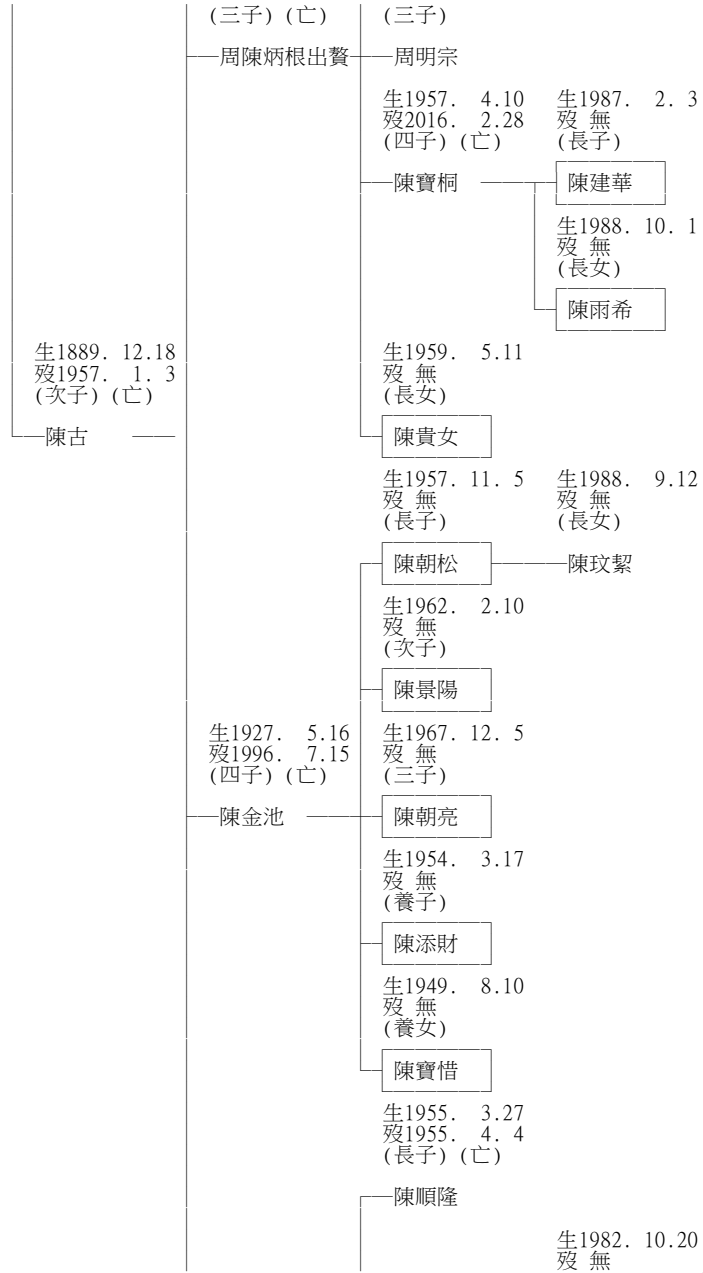 (三子)(亡) (三子)
周陳炳根出贅 周明宗
生1957. 4.10 生1987. 2. 3
歿2016. 2.28 歿 無
(四子)(亡) (長子)
陳寶桐 陳建華
生1988. 10. 1
歿 無
(長女)
陳雨希
生1889. 12.18 生1959. 5.11
歿1957. 1. 3 歿 無
(次子)(亡) (長女)
陳古 陳貴女
生1957. 11. 5 生1988. 9.12
歿 無 歿 無
(長子) (長女)
陳朝松 陳玟絜
生1962. 2.10
歿 無
(次子)
陳景陽
生1927. 5.16 生1967. 12. 5
歿1996. 7.15 歿 無
(四子)(亡) (三子)
陳金池 陳朝亮
生1954. 3.17
歿 無
(養子)
陳添財
生1949. 8.10
歿 無
(養女)
陳寶惜
生1955. 3.27
歿1955. 4. 4
(長子)(亡)
陳順隆
生1982. 10.20
歿 無